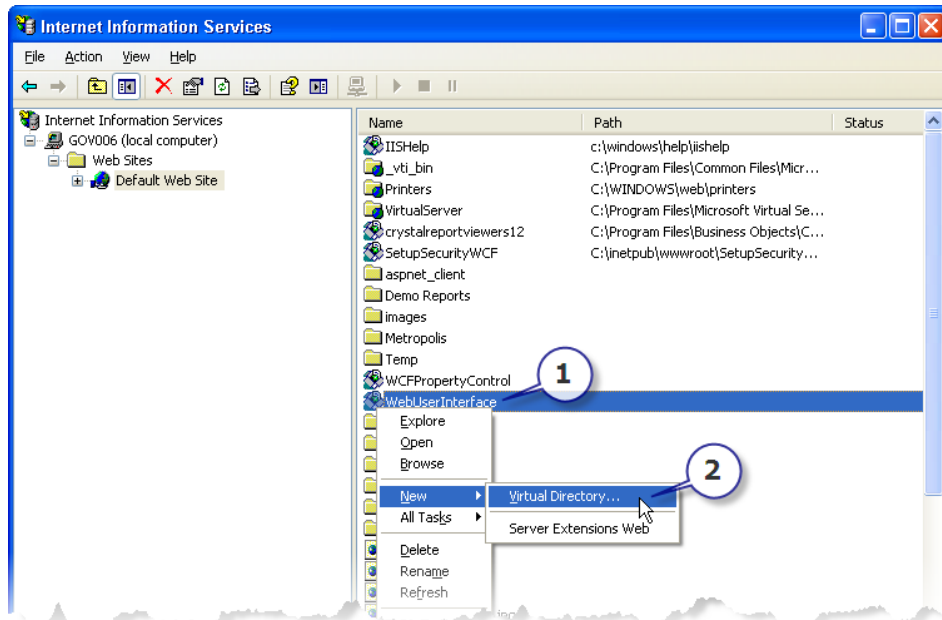 Internet Information Services
File Action View Help
Internet Information Services
GOV006 (local computer)
Web Sites
Default Web Site
Name Path Status
IISHelp c:\windows\help\iishelp
_vti_bin C:\Program Files\Common Files\Micr...
Printers C:\WINDOWS\web\printers
VirtualServer C:\Program Files\Microsoft Virtual Se...
crystalreportviewers12 C:\Program Files\Business Objects\C...
SetupSecurityWCF C:\inetpub\wwwroot\SetupSecurity...
aspnet_client
Demo Reports
images
Metropolis
Temp
WCFPropertyControl
1
WebUserInterface
Explore
Open
Browse
2
New Virtual Directory...
All Tasks
Server Extensions Web
Delete
Rename
Refresh